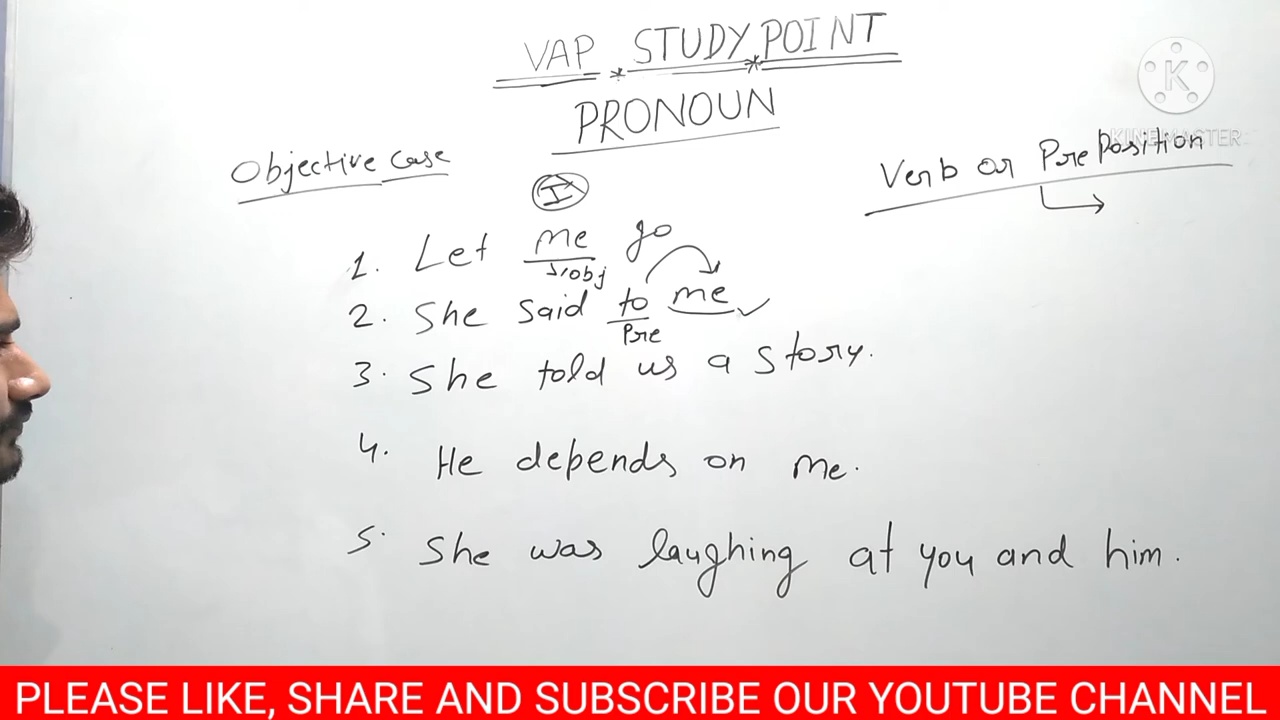 VAP * STUDY * POINT
PRONOUN
Objective Case
Verb or PrePosition
I
1. Let me go
obj
2. She said to me
Pre
3. She told us a story.
4. He depends on me.
5. She was laughing at you and him.
K
KINEMASTER
PLEASE LIKE, SHARE AND SUBSCRIBE OUR YOUTUBE CHANNEL